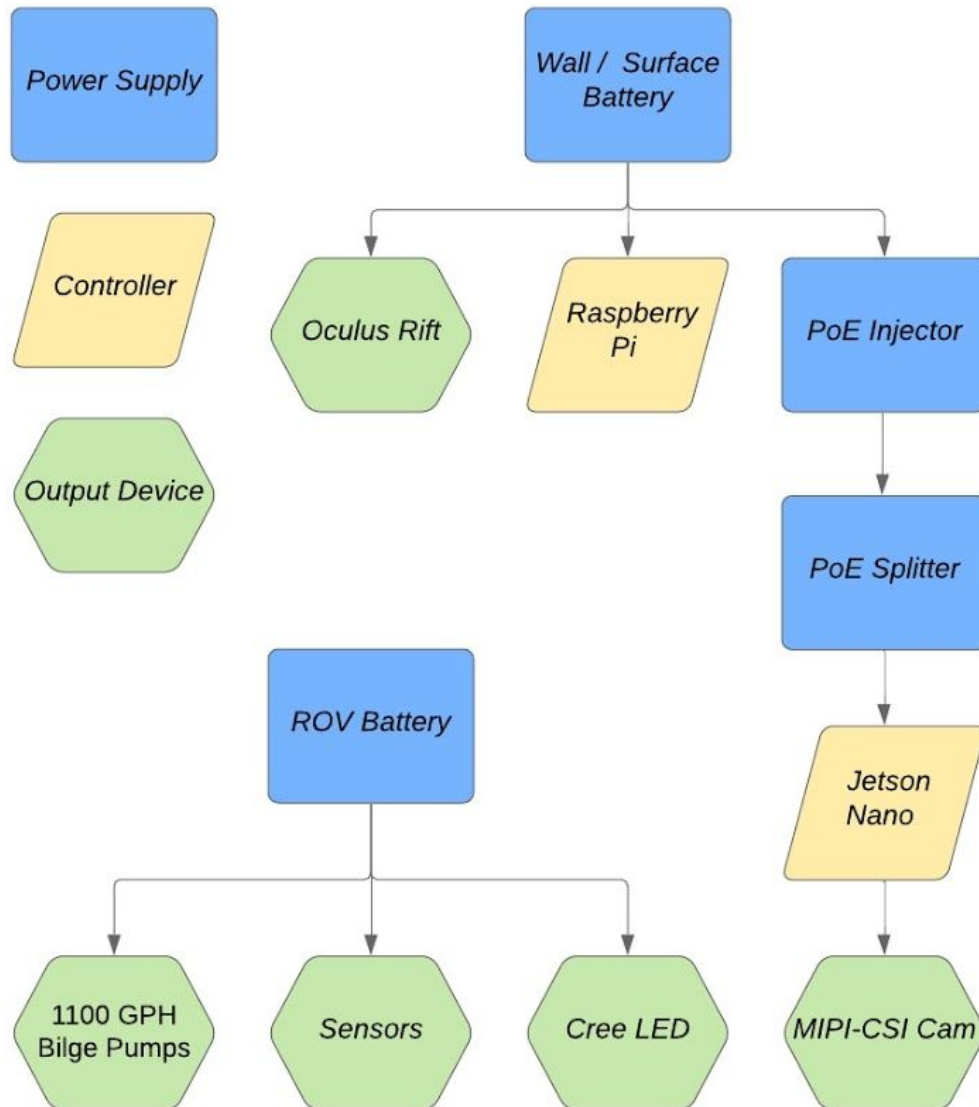 Power Supply
Wall / Surface
Battery
Controller
Oculus Rift
Raspberry
Pi
PoE Injector
Output Device
PoE Splitter
ROV Battery
Jetson
Nano
1100 GPH
Bilge Pumps
Sensors
Cree LED
MIPI-CSI Cam